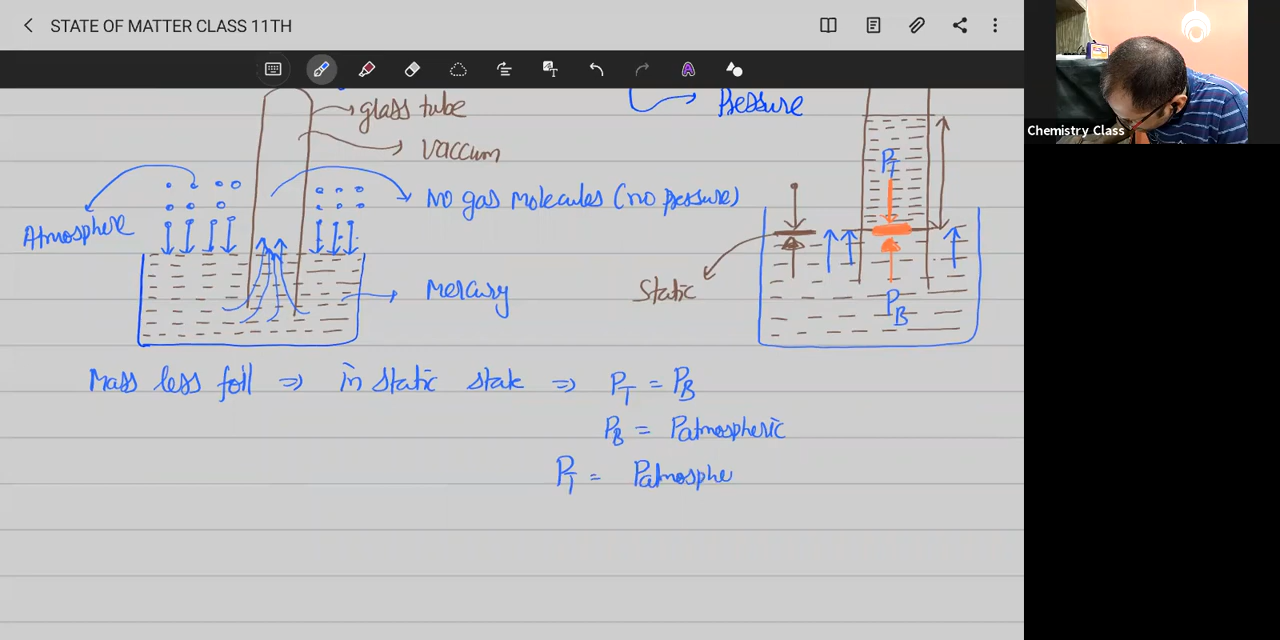 STATE OF MATTER CLASS 11TH
Chemistry Class
glass tube
Pressure
Vaccum
PT
No gas molecules (no pressure)
Atmosphere
Static
Mercury
PB
Mass less foil ⇒ in static state ⇒ PT = PB
PB = Patmospheric
PT = Patmosphe